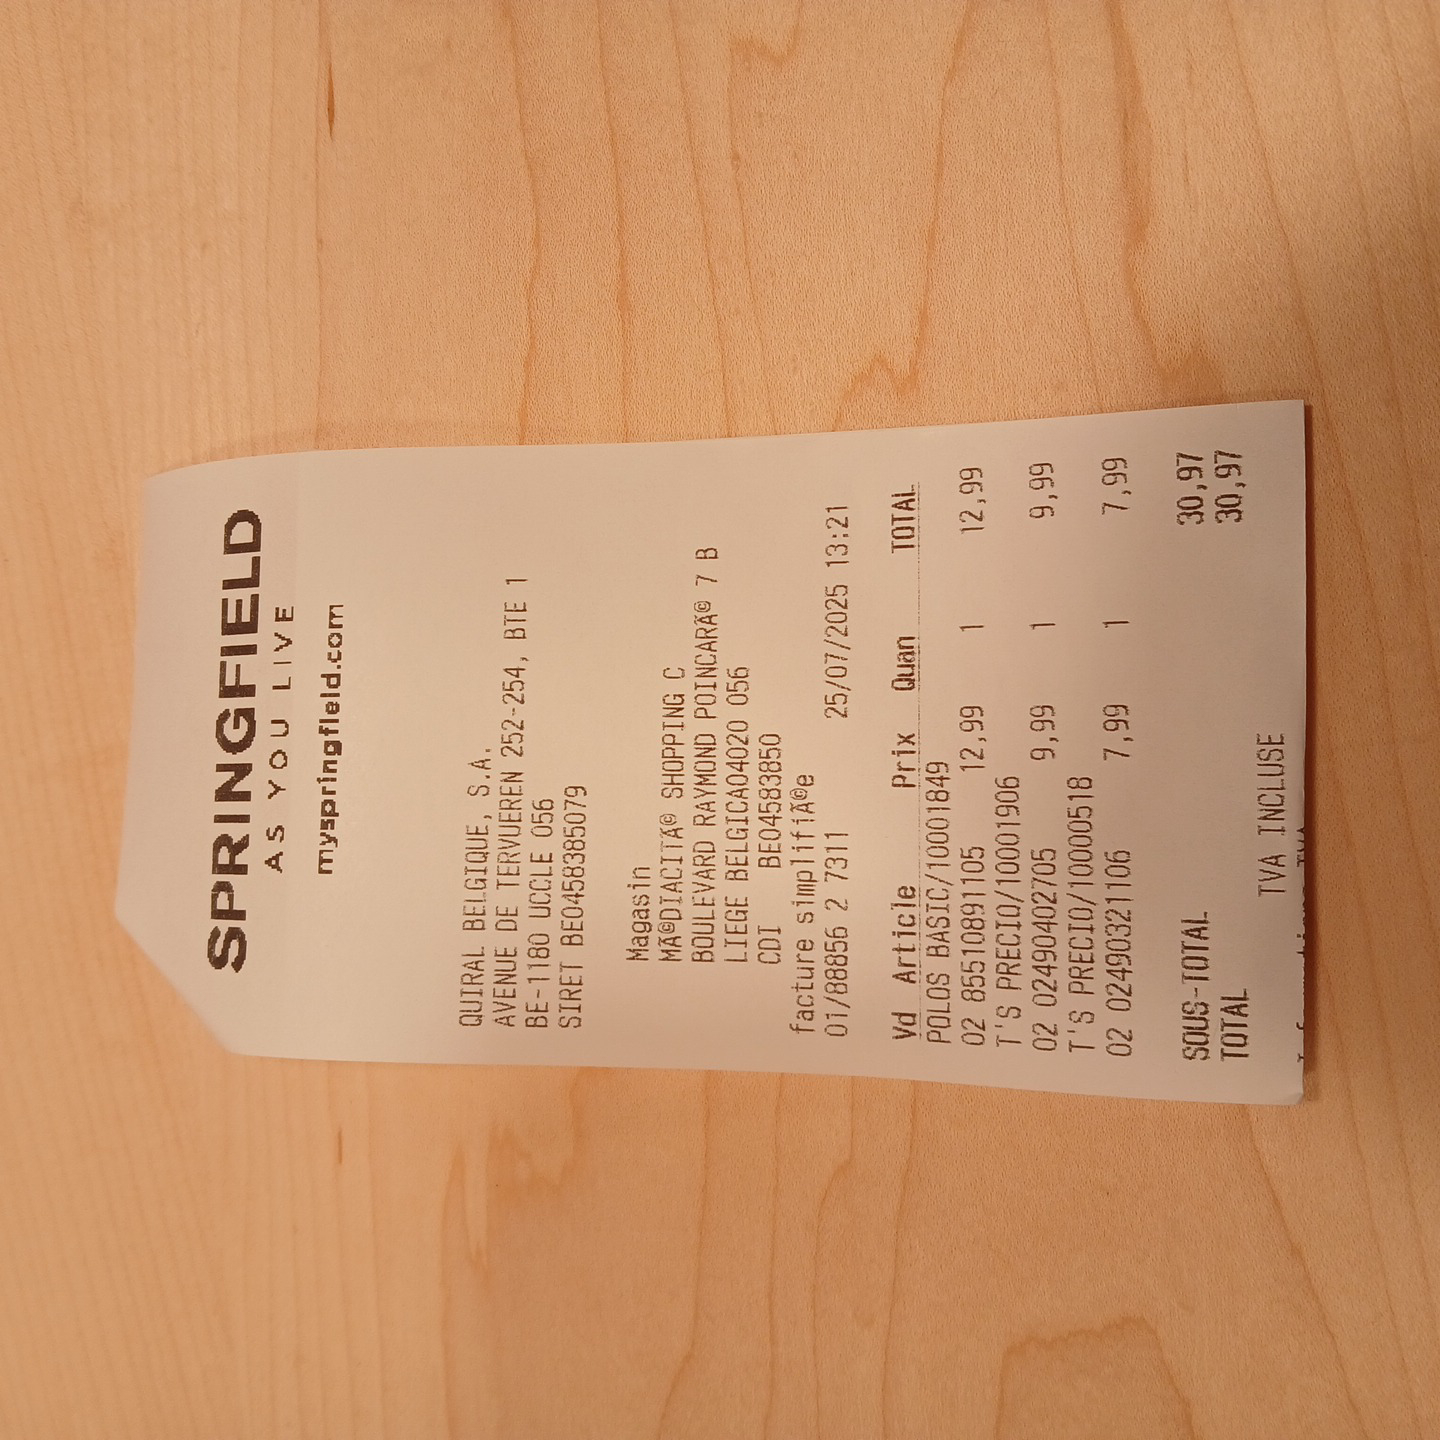 SPRINGFIELD
AS YOU LIVE
myspringfield.com
QUIRAL BELGIQUE, S.A.
AVENUE DE TERVUEREN 252-254, BTE 1
BE-1180 UCCLE 056
SIRET BE0458385079
Magasin
MÃ©DIACITÃ© SHOPPING C
BOULEVARD RAYMOND POINCARÃ© 7 B
LIEGE BELGICA04020 056
CDI BE04583850
facture simplifiÃ©e
01/88856 2 7311 25/07/2025 13:21
Vd Article Prix Quan TOTAL
POLOS BASIC/10001849
02 85510891105 12,99 1 12,99
T'S PRECIO/10001906
02 02490402705 9,99 1 9,99
T'S PRECIO/10000518
02 02490321106 7,99 1 7,99
SOUS-TOTAL 30,97
TOTAL 30,97
TVA INCLUSE